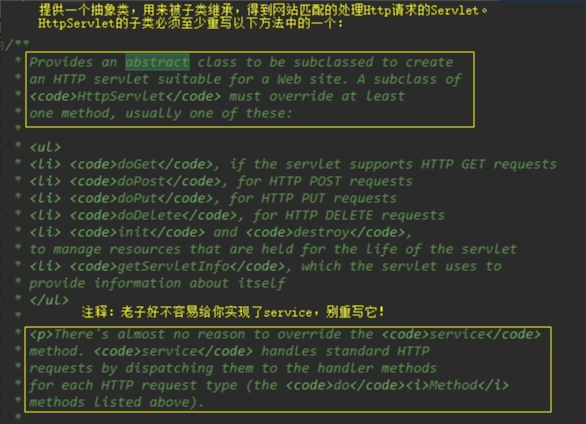 提供一个抽象类，用来被子类继承，得到网站匹配的处理Http请求的Servlet。
HttpServlet的子类必须至少重写以下方法中的一个：
/**
* Provides an abstract class to be subclassed to create
* an HTTP servlet suitable for a Web site. A subclass of
* <code>HttpServlet</code> must override at least
* one method, usually one of these:
*
* <ul>
* <li> <code>doGet</code>, if the servlet supports HTTP GET requests
* <li> <code>doPost</code>, for HTTP POST requests
* <li> <code>doPut</code>, for HTTP PUT requests
* <li> <code>doDelete</code>, for HTTP DELETE requests
* <li> <code>init</code> and <code>destroy</code>,
* to manage resources that are held for the life of the servlet
* <li> <code>getServletInfo</code>, which the servlet uses to
* provide information about itself
* </ul>
注释：老子好不容易给你实现了service，别重写它！
*
* <p>There's almost no reason to override the <code>service</code>
* method. <code>service</code> handles standard HTTP
* requests by dispatching them to the handler methods
* for each HTTP request type (the <code>do</code><i>Method</i>
* methods listed above).
*